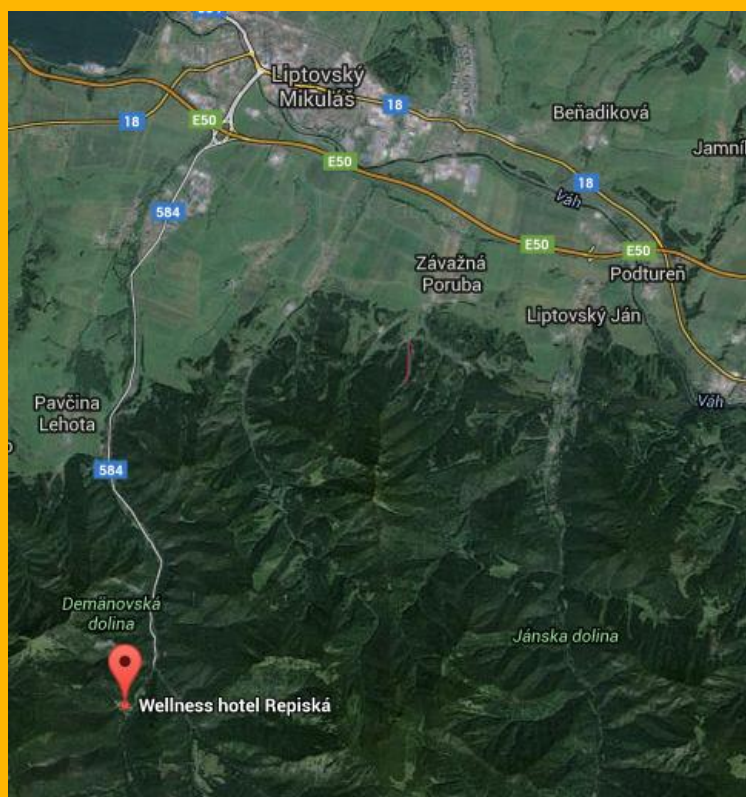 584
Liptovský
Mikuláš
18
18
E50
Beňadiková
E50
18
584
Váh
E50
E50
Závažná
Poruba
Podtureň
Liptovský Ján
Pavčina
Lehota
Váh
584
Demänovská
dolina
Jánska dolina
Wellness hotel Repiská